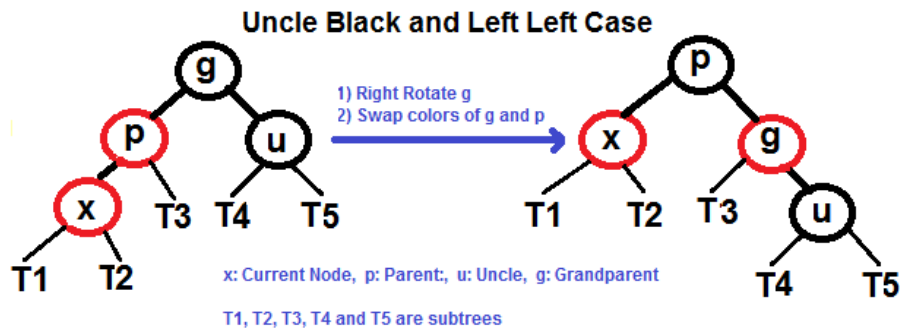 Uncle Black and Left Left Case
g
p
u
x
T3
T4
T5
T1
T2
1) Right Rotate g
2) Swap colors of g and p
p
x
g
T1
T2
T3
u
T4
T5
x: Current Node, p: Parent:, u: Uncle, g: Grandparent
T1, T2, T3, T4 and T5 are subtrees